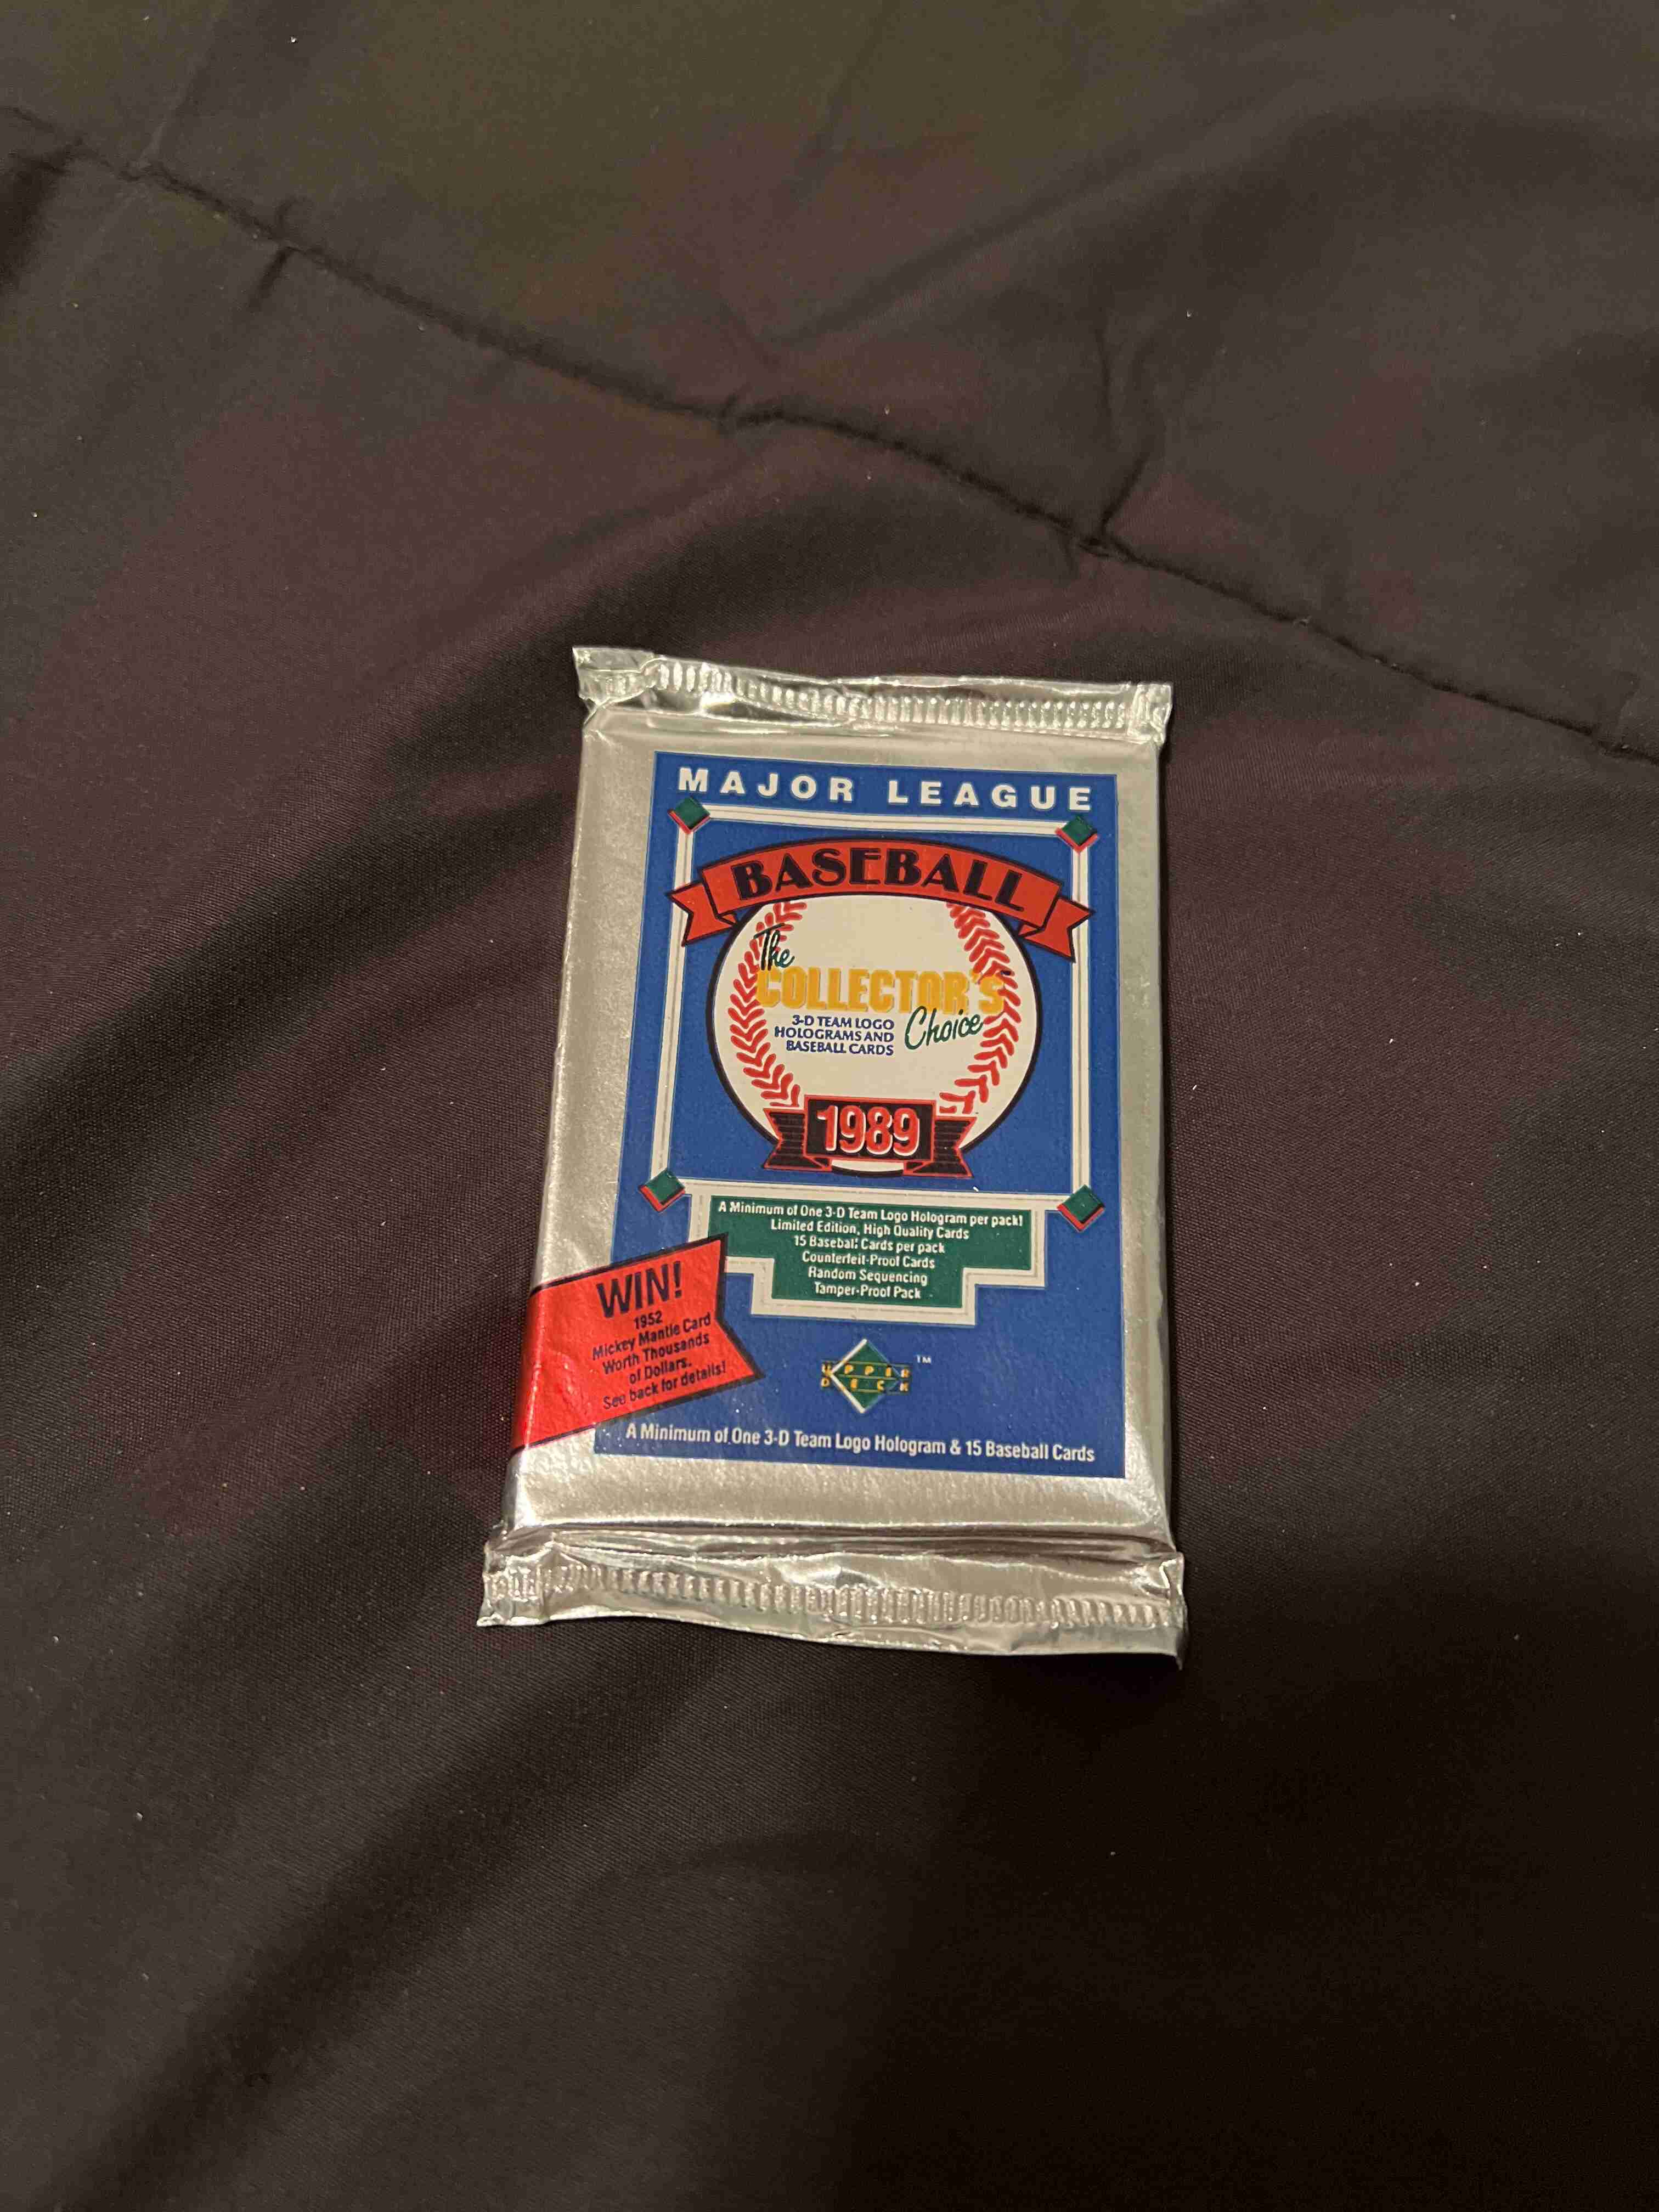 MAJOR LEAGUE
BASEBALL
The
COLLECTOR'S
Choice
3-D TEAM LOGO
HOLOGRAMS AND
BASEBALL CARDS
1989
A Minimum of One 3-D Team Logo Hologram per pack!
Limited Edition, High Quality Cards
15 Baseball Cards per pack
Counterfeit-Proof Cards
Random Sequencing
Tamper-Proof Pack
WIN!
1952
Mickey Mantle Card
Worth Thousands
of Dollars.
See back for details!
UPPER
DECK
TM
A Minimum of One 3-D Team Logo Hologram & 15 Baseball Cards